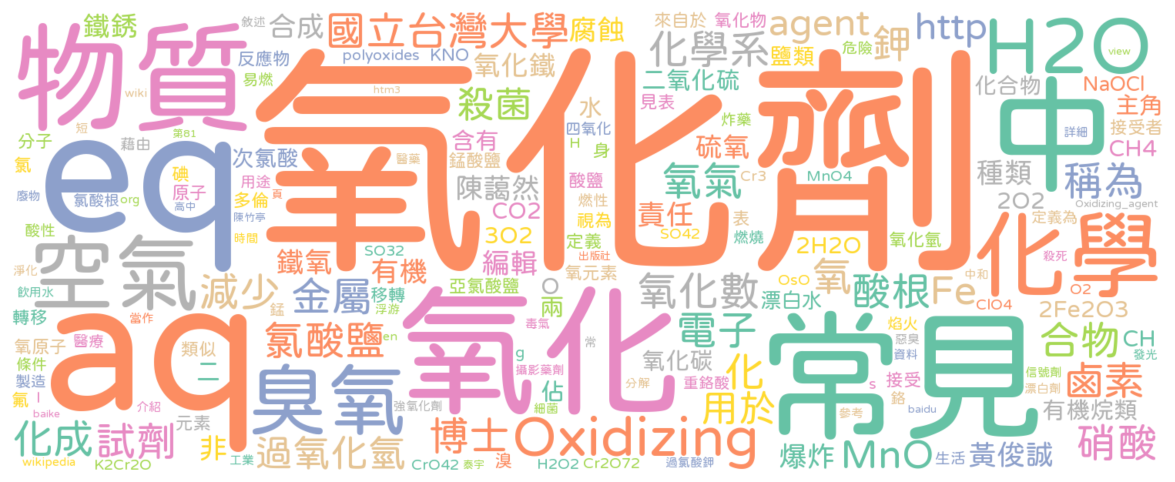 鐵銹
敘述
合成
國立台灣大學
腐蝕
來自於
氧化物
agent
http
H2O
view
反應物
polyoxides
KNO
氧化鐵
化學系
鹽類
危險
鉀
物質
易燃
wiki
htm3
殺菌
二氧化硫
見表
化合物
NaOCl
氧化劑
水
炸藥
中
主角
分子
短
第81
藉由
四氧化
H
身
硫氧
接受者
詳細
CH4
氯
eq
次氯酸
醫藥
含有
錳酸鹽
碘
原子
用途
多倫
頁
酸鹽
氧氣
Cr3
MnO4
種類
稱為
廢物
氯酸根
org
高中
陳竹亭
陳藹然
CO2
燃性
視為
責任
表
2O2
Oxidizing_agent
酸性
時間
SO32
3O2
定義
出版社
SO42
燃燒
2H2O
氧化氫
定義為
化學
空氣
淨化
鐵氧
有機
編輯
氧元素
氧
殺死
中和
減少
金屬
移轉
亞氯酸鹽
O
氧化數
OsO
漂白水
酸根
Fe
ClO4
O2
飲用水
轉移
當作
錳
浮游
兩
2Fe2O3
aq
氯酸鹽
en
氧化
毒氣
常
電子
常見
焰火
合物
CH
發光
氧原子
醫療
類似
g
攝影藥劑
氧化碳
惡臭
資料
條件
製造
二
臭氧
佔
分解
重鉻酸
化
s
接受
信號劑
鹵素
氟
I
介紹
強氧化劑
細菌
用於
鉻
漂白劑
baike
元素
參考
baidu
有機烷類
化成
試劑
非
過氧化氫
博士
Oxidizing
爆炸
MnO
生活
黃俊誠
硝酸
wikipedia
K2Cr2O
工業
CrO42
泰宇
溴
H2O2
Cr2O72
過氯酸鉀